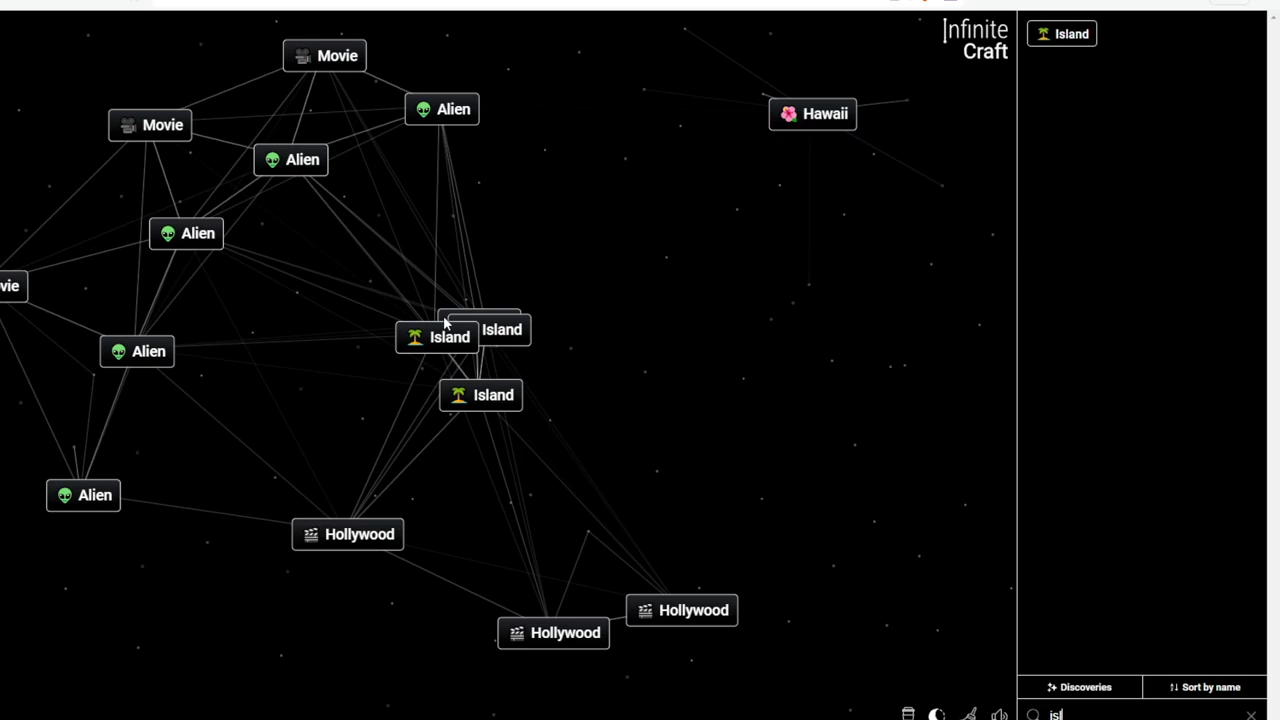 Infinite
Craft
Island
Movie
Alien
Hawaii
Movie
Alien
Alien
vie
Island
Island
Alien
Island
Alien
Hollywood
Hollywood
Hollywood
Discoveries
Sort by name
isl